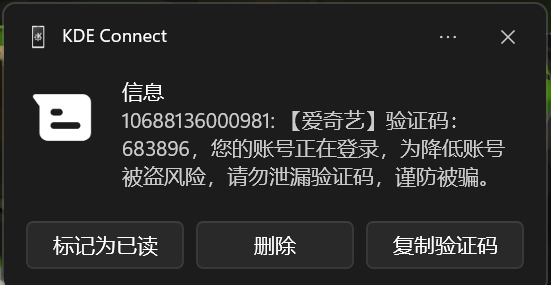 KDE Connect
信息
10688136000981: 【爱奇艺】验证码：
683896，您的账号正在登录，为降低账号
被盗风险，请勿泄漏验证码，谨防被骗。
标记为已读 删除 复制验证码